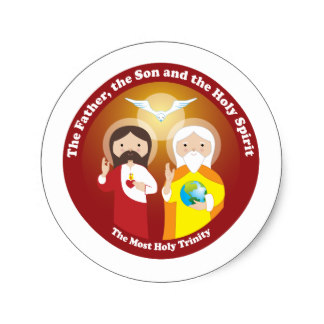 The Father, the Son and the Holy Spirit
The Most Holy Trinity